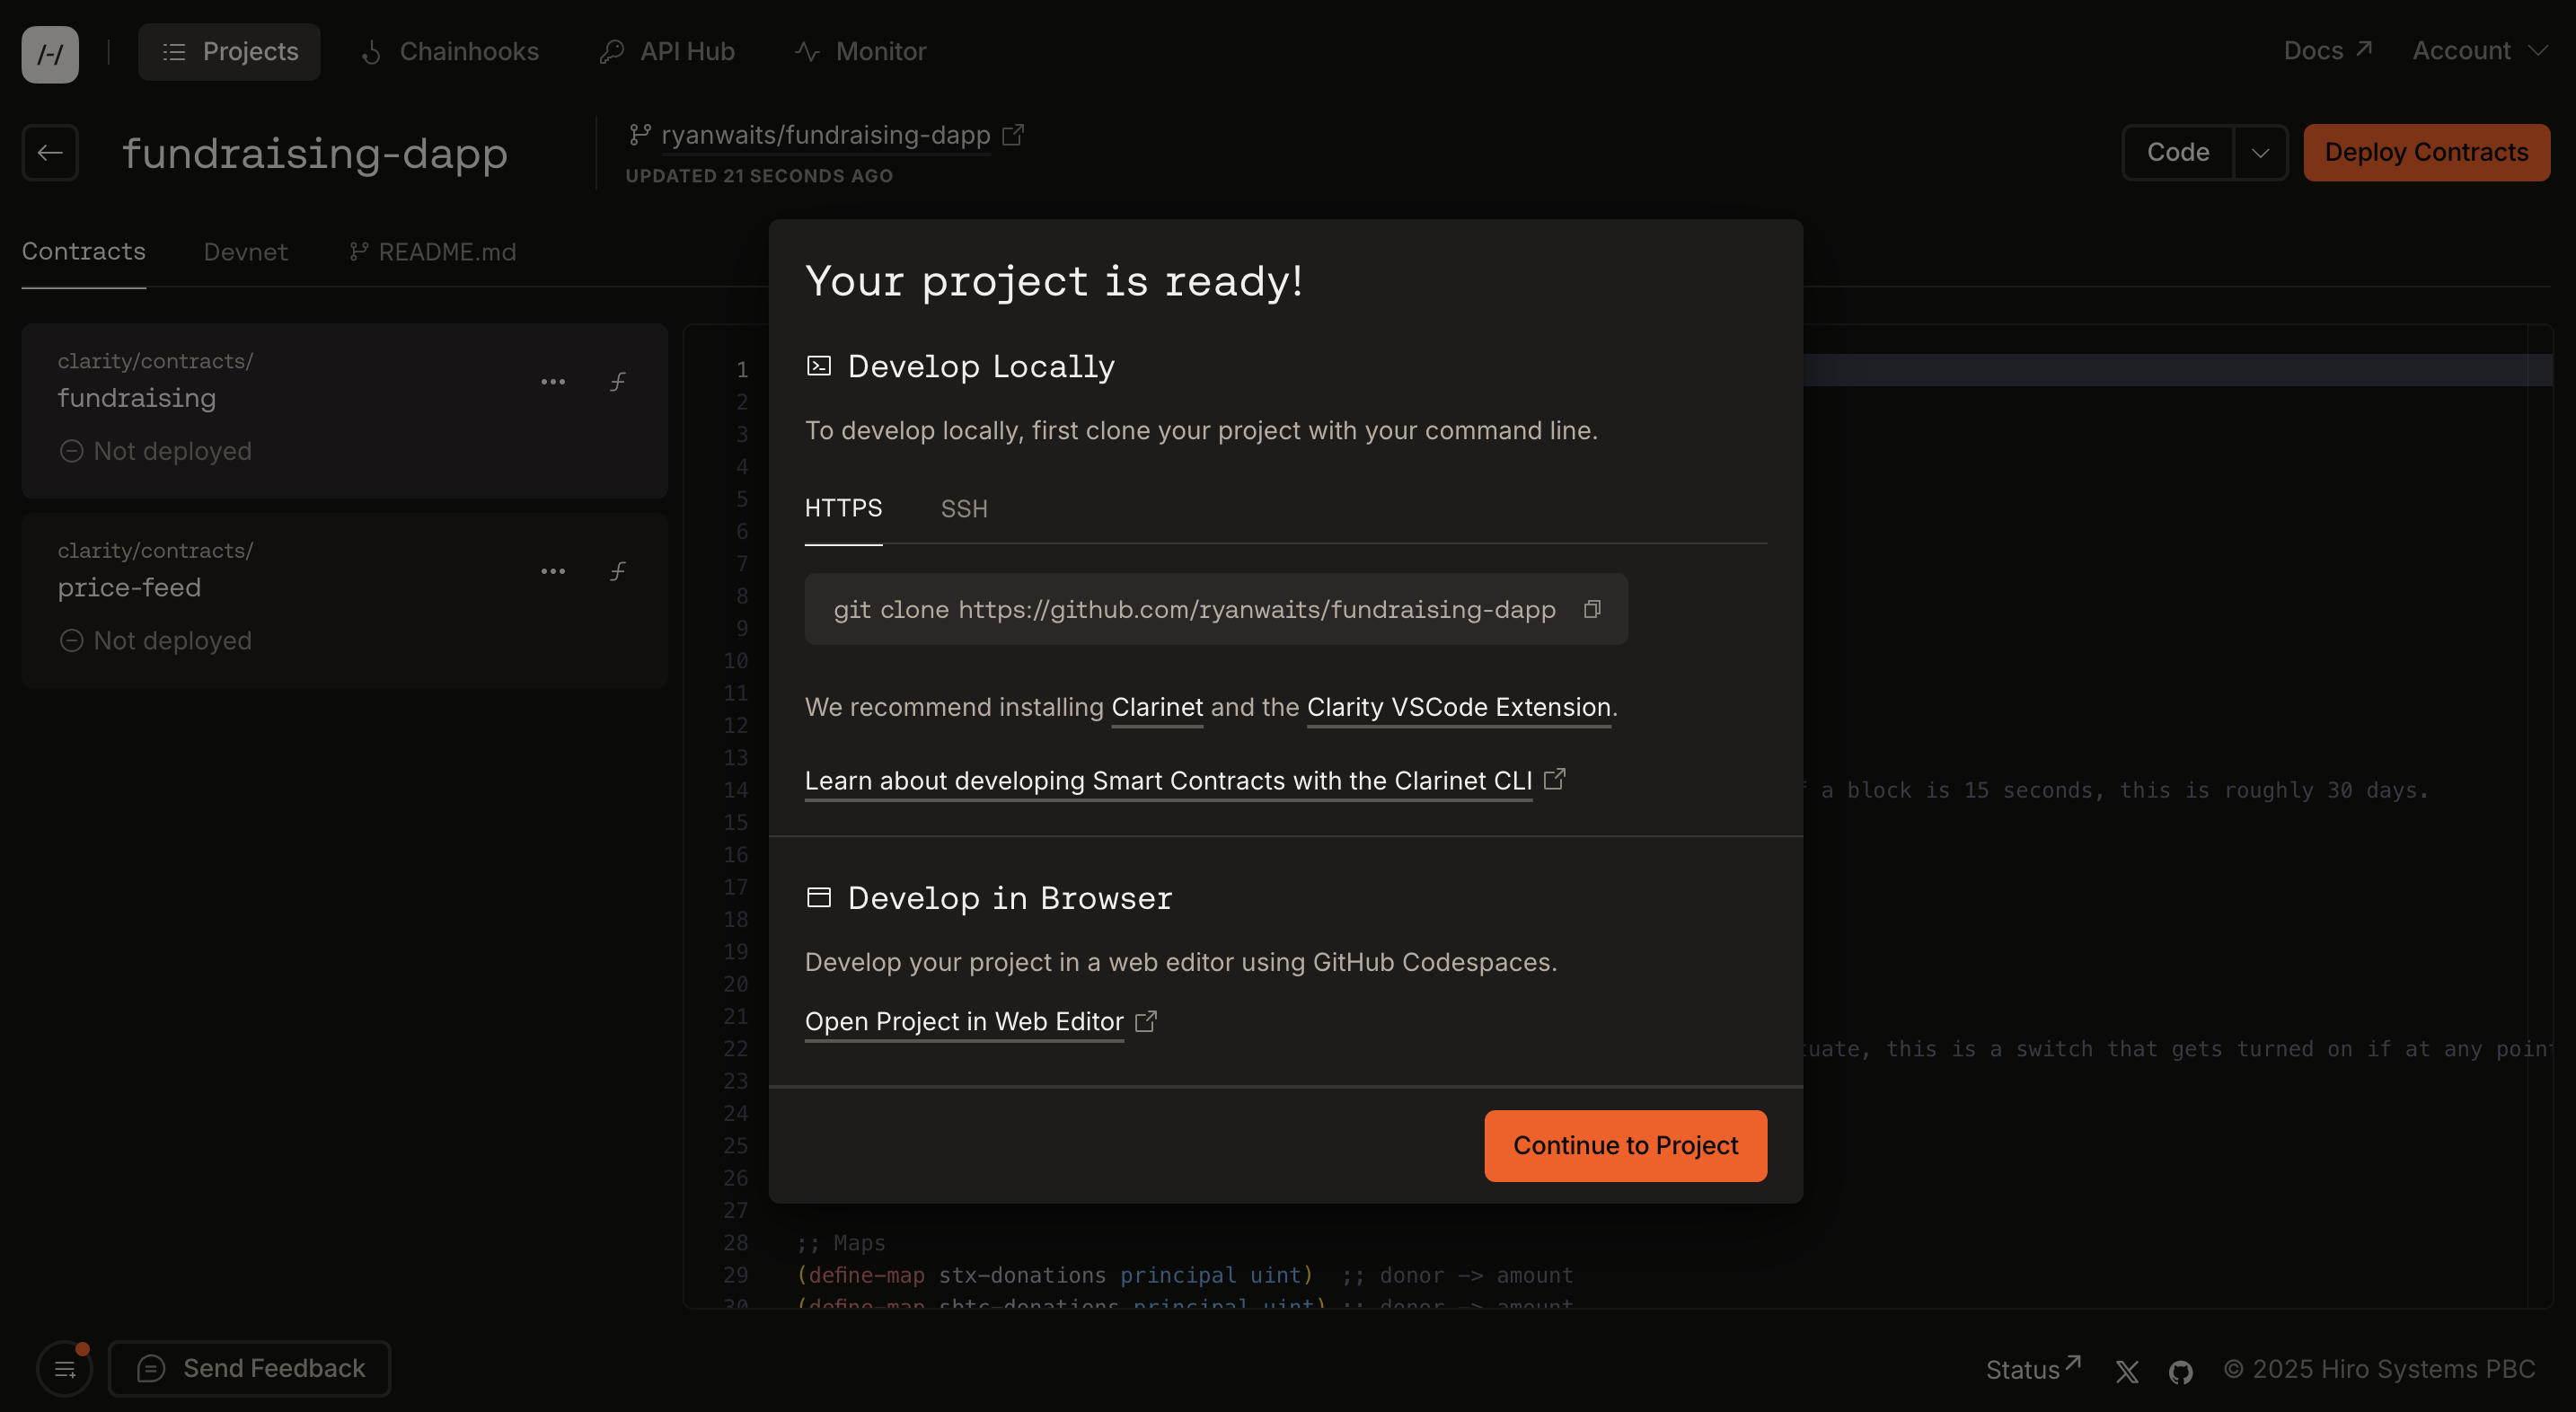 /-/
Projects
Chainhooks
API Hub
Monitor
Docs
Account
fundraising-dapp
ryanwaits/fundraising-dapp
UPDATED 21 SECONDS AGO
Code
Deploy Contracts
Contracts
Devnet
README.md
clarity/contracts/
fundraising
Not deployed
clarity/contracts/
price-feed
Not deployed
Your project is ready!
Develop Locally
To develop locally, first clone your project with your command line.
HTTPS
SSH
git clone https://github.com/ryanwaits/fundraising-dapp
We recommend installing Clarinet and the Clarity VSCode Extension.
Learn about developing Smart Contracts with the Clarinet CLI
Develop in Browser
Develop your project in a web editor using GitHub Codespaces.
Open Project in Web Editor
Continue to Project
1
2
3
4
5
6
7
8
9
10
11
12
13
14 a block is 15 seconds, this is roughly 30 days.
15
16
17
18
19
20
21
22 uate, this is a switch that gets turned on if at any point
23
24
25
26
27
28 ;; Maps
29 (define-map stx-donations principal uint) ;; donor -> amount
30 (define-map sbtc-donations principal uint) ;; donor -> amount
Send Feedback
Status
© 2025 Hiro Systems PBC